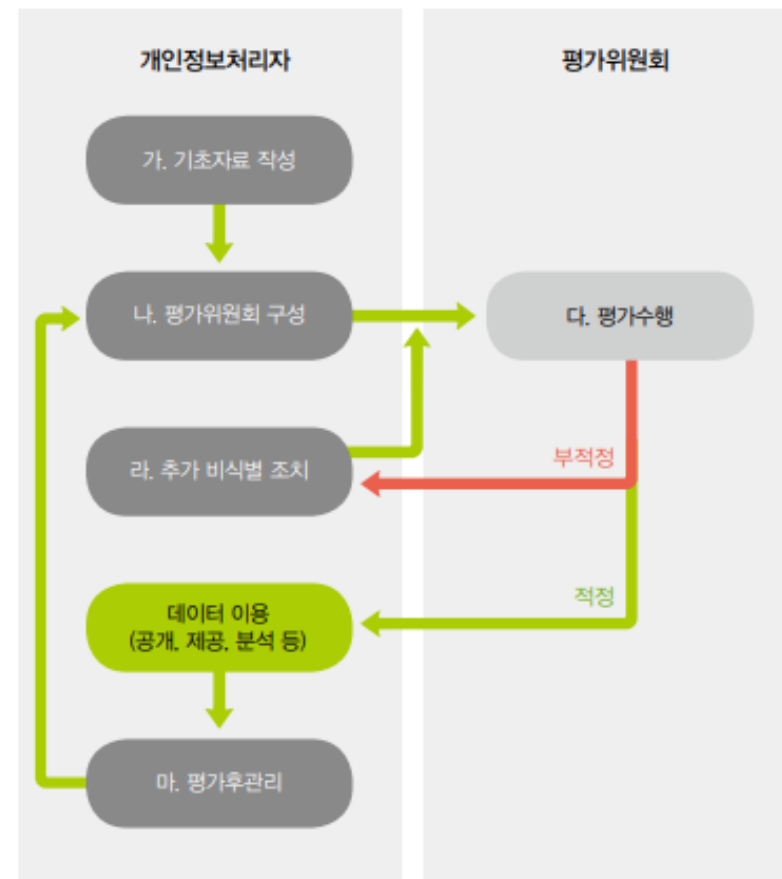 개인정보처리자
평가위원회
가. 기초자료 작성
나. 평가위원회 구성
다. 평가수행
라. 추가 비식별 조치
부적정
데이터 이용
(공개, 제공, 분석 등)
적정
마. 평가후관리